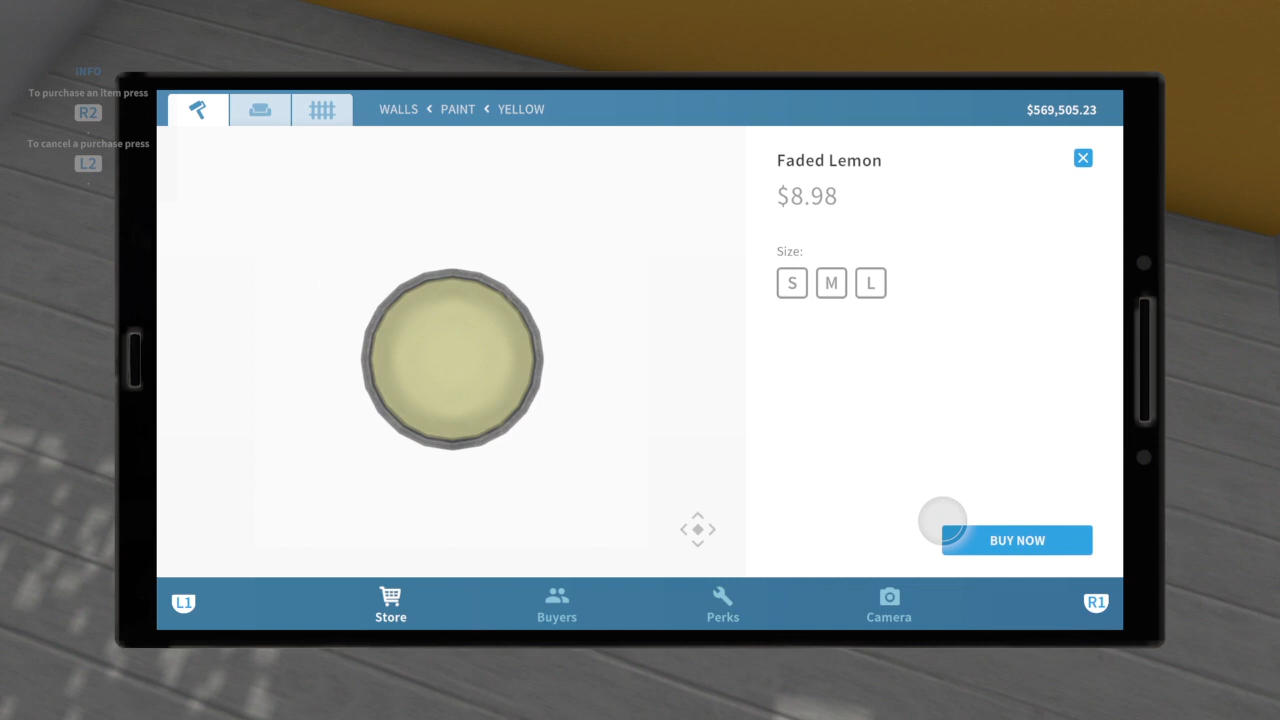 INFO
To purchase an item press
R2
.
To cancel a purchase press
L2
.
WALLS < PAINT < YELLOW
$569,505.23
Faded Lemon
$8.98
Size:
S M L
BUY NOW
L1
Store
Buyers
Perks
Camera
R1